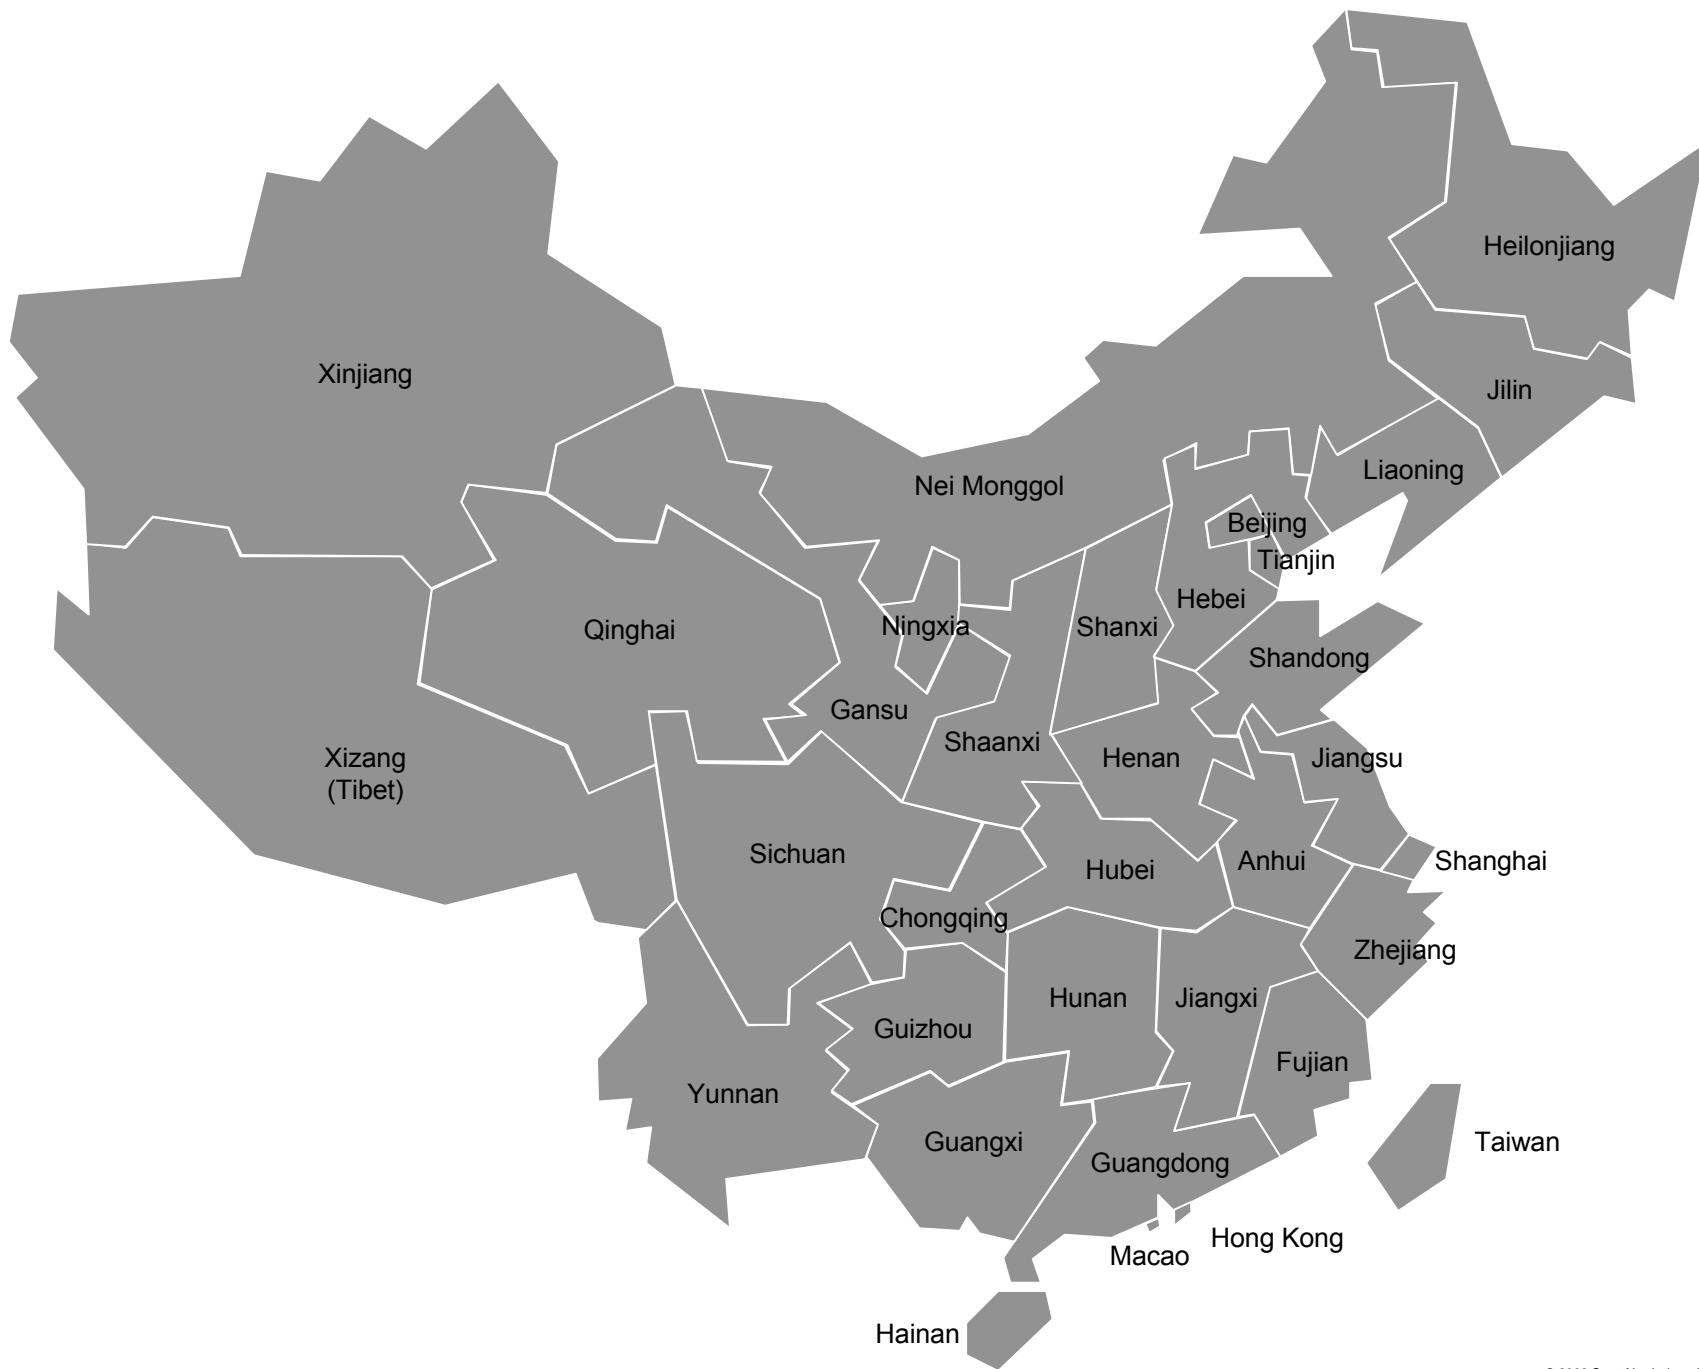 Heilonjiang
Xinjiang
Jilin
Liaoning
Nei Monggol
Beijing
Tianjin
Hebei
Ningxia
Shanxi
Qinghai
Shandong
Gansu
Shaanxi
Xizang
(Tibet)
Henan
Jiangsu
Sichuan
Anhui
Shanghai
Hubei
Chongqing
Zhejiang
Hunan
Jiangxi
Guizhou
Fujian
Yunnan
Guangxi
Taiwan
Guangdong
Hong Kong
Macao
Hainan